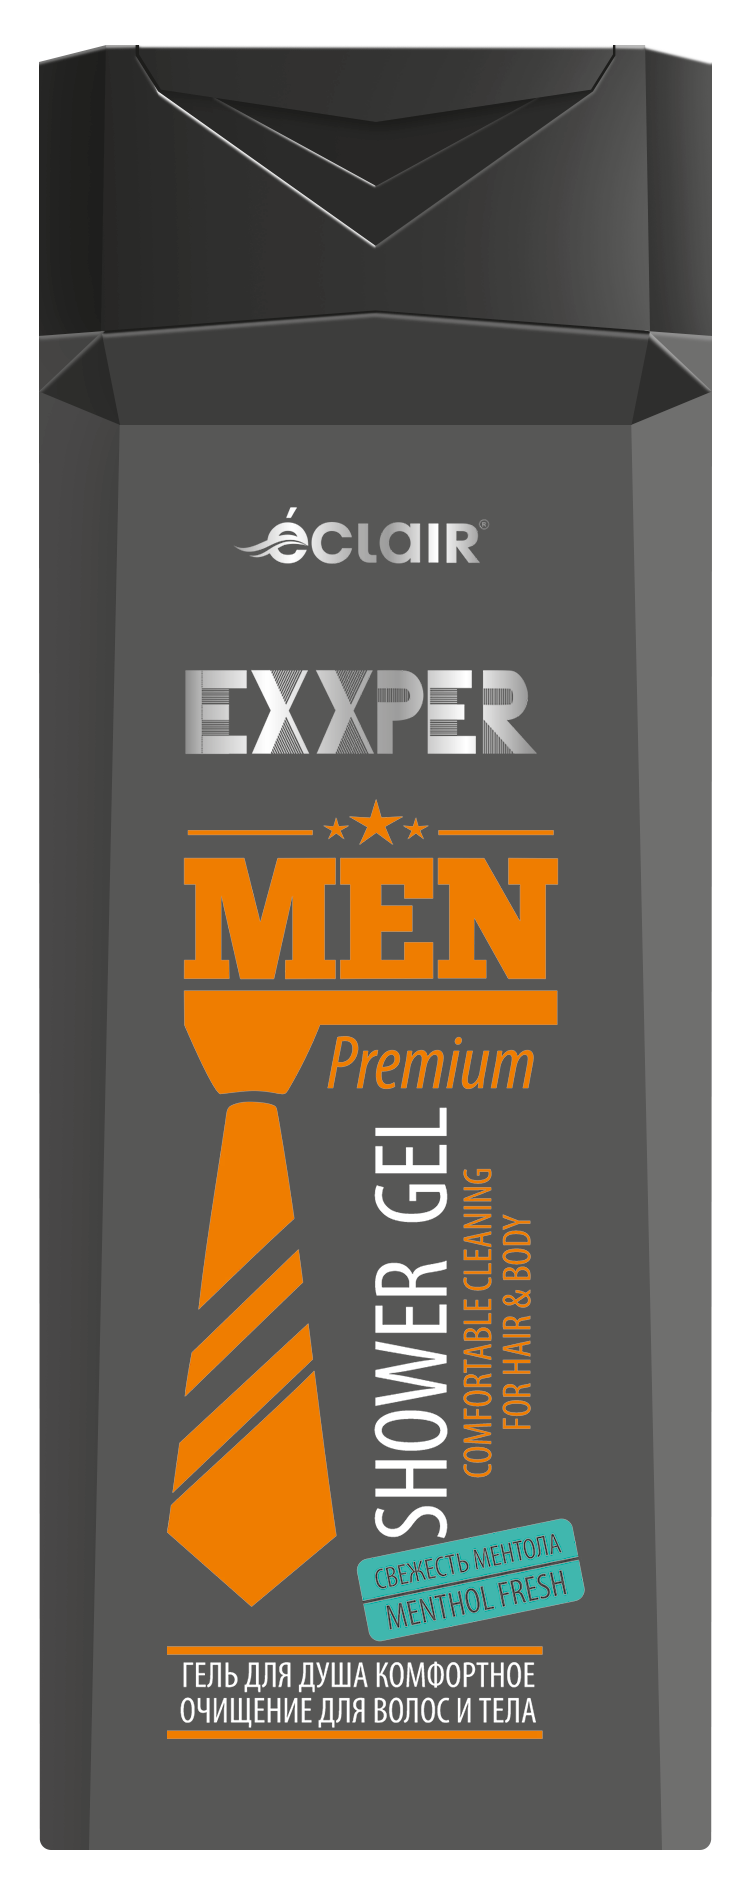 éclair®
EXXPER
MEN
Premium
SHOWER GEL
COMFORTABLE CLEANING
FOR HAIR & BODY
СВЕЖЕСТЬ МЕНТОЛА
MENTHOL FRESH
ГЕЛЬ ДЛЯ ДУША КОМФОРТНОЕ
ОЧИЩЕНИЕ ДЛЯ ВОЛОС И ТЕЛА